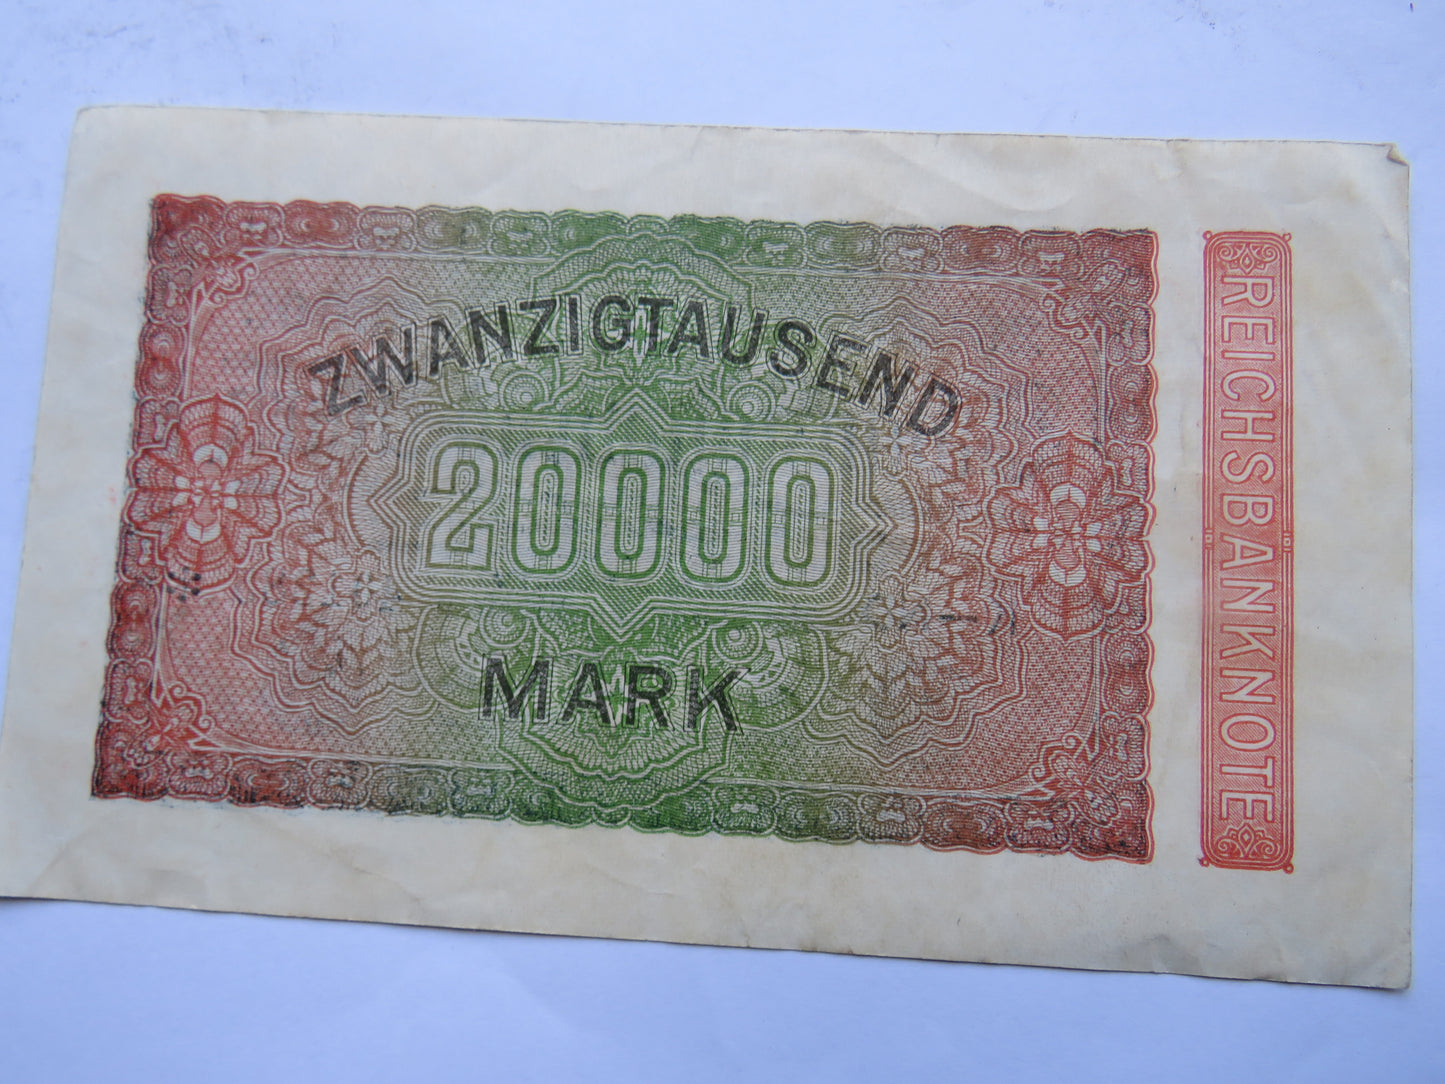 ZWANZIGTAUSEND
20000
MARK
REICHSBANKNOTE